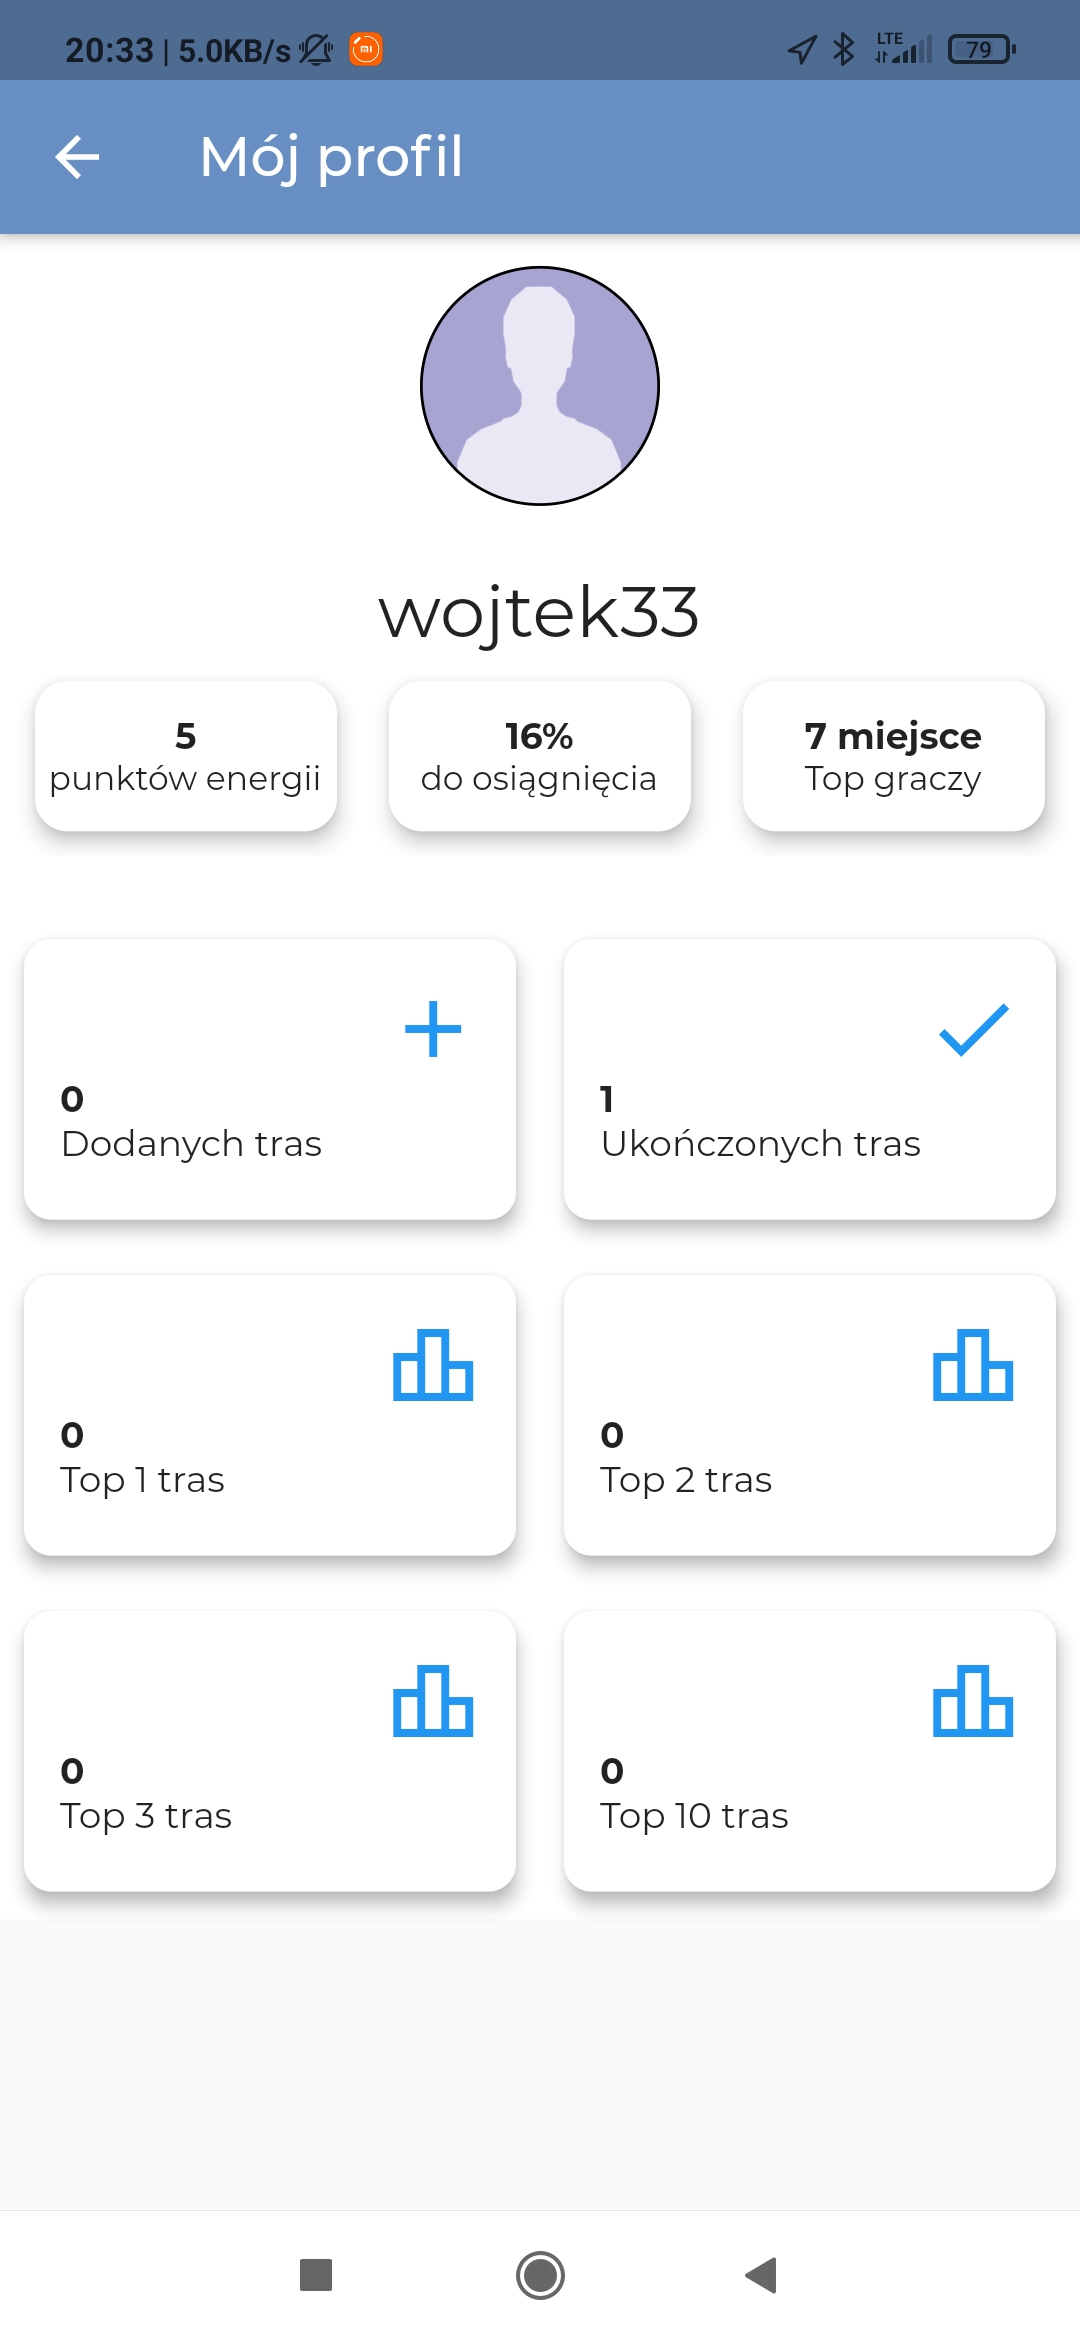 20:33 | 5.0KB/s
LTE
79
Mój profil
wojtek33
5
punktów energii
16%
do osiągnięcia
7 miejsce
Top graczy
0
Dodanych tras
1
Ukończonych tras
0
Top 1 tras
0
Top 2 tras
0
Top 3 tras
0
Top 10 tras